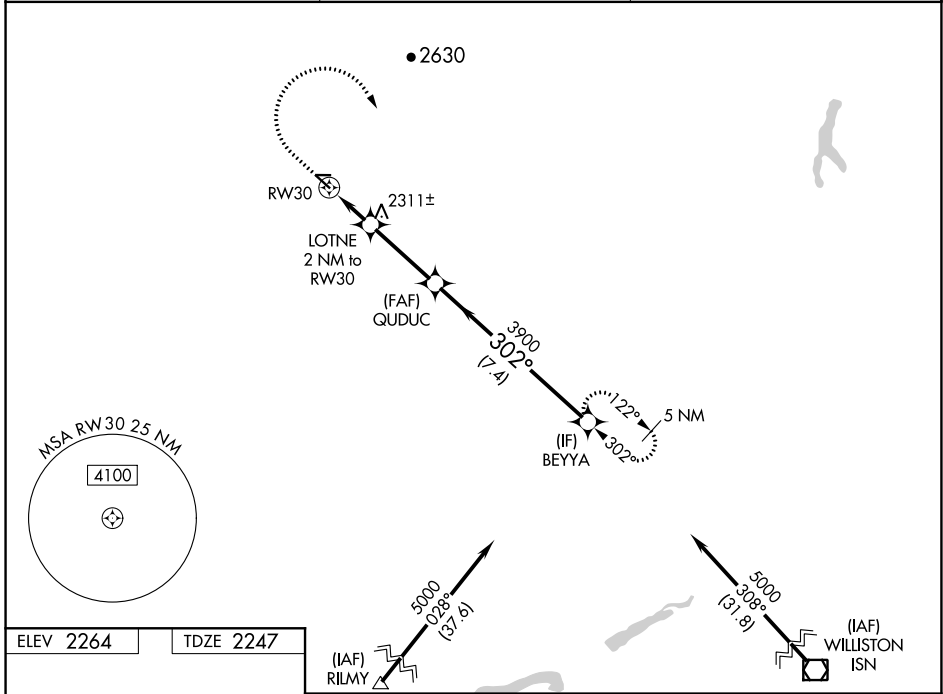 2630
RW30
2311±
LOTNE
2 NM to
RW30
(FAF)
QUDUC
3900
302°
(7.4)
122°
5 NM
302°
(IF)
BEYYA
MSA RW30 25 NM
4100
5000
028°
(37.6)
5000
308°
(31.8)
(IAF)
RILMY
(IAF)
WILLISTON
ISN
ELEV 2264
TDZE 2247